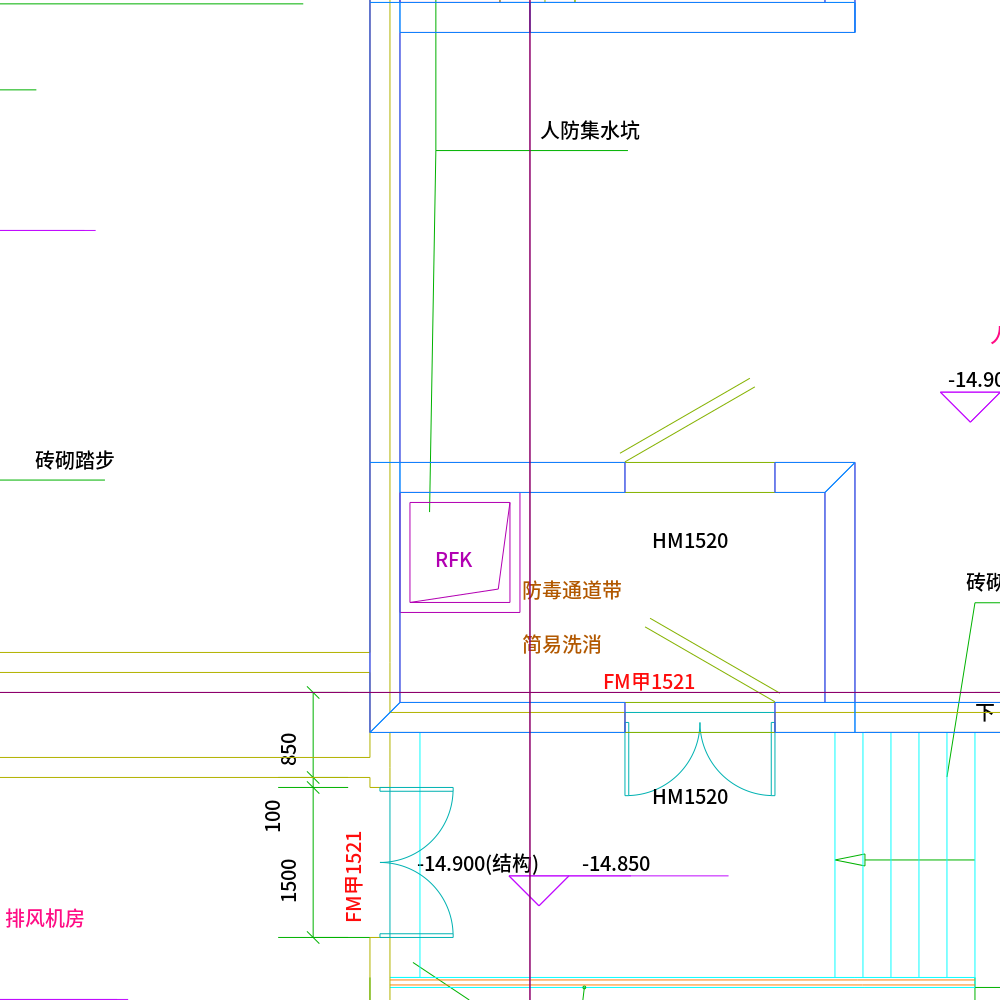 人防集水坑
-14.90
砖砌踏步
HM1520
RFK
防毒通道带
砖砌
简易洗消
FM甲1521
下
850
HM1520
100
1500
FM甲1521
-14.900(结构)
-14.850
排风机房